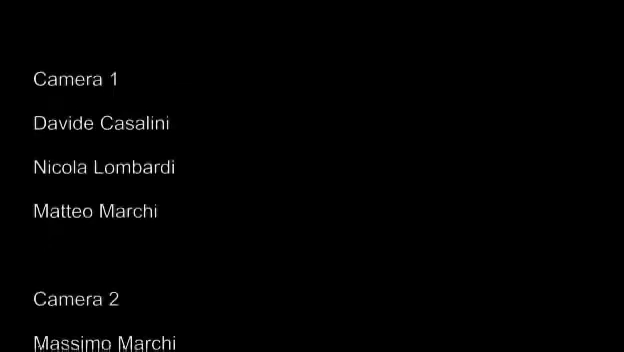 Camera 1
Davide Casalini
Nicola Lombardi
Matteo Marchi
Camera 2
Massimo Marchi